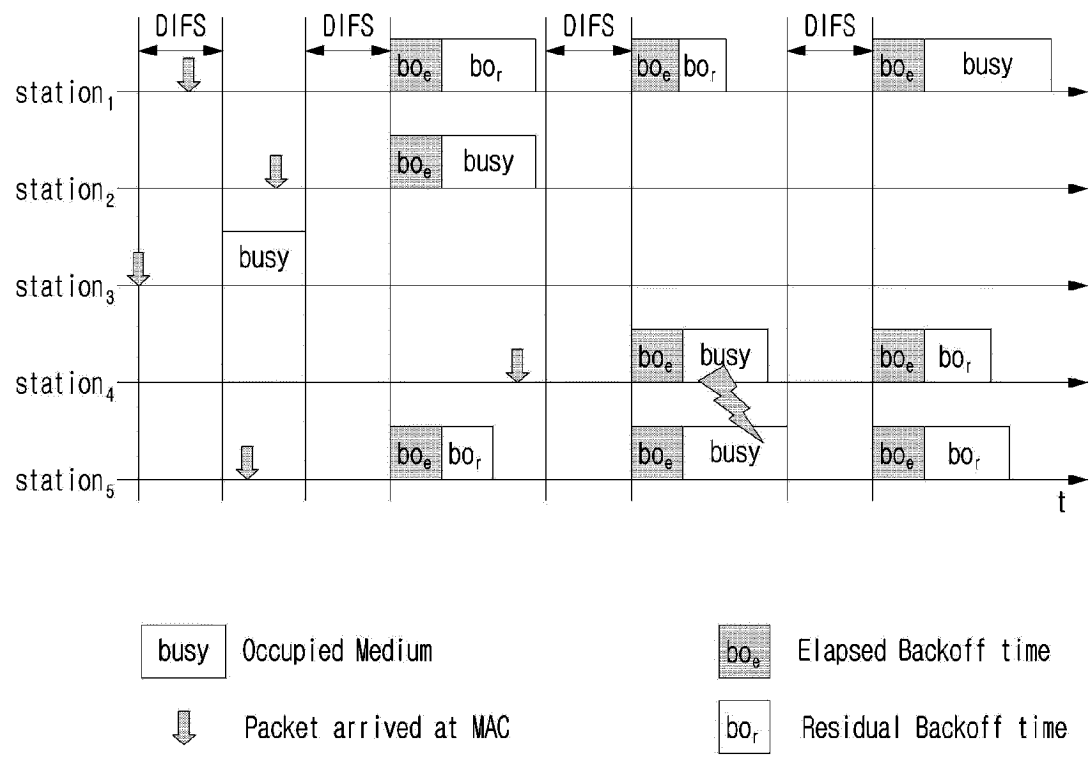 DIFS DIFS DIFS DIFS
station1 boe bor boe bor boe busy
station2 boe busy
station3 busy
station4 boe busy boe bor
station5 boe bor boe busy boe bor
t
busy Occupied Medium boe Elapsed Backoff time
Packet arrived at MAC bor Residual Backoff time